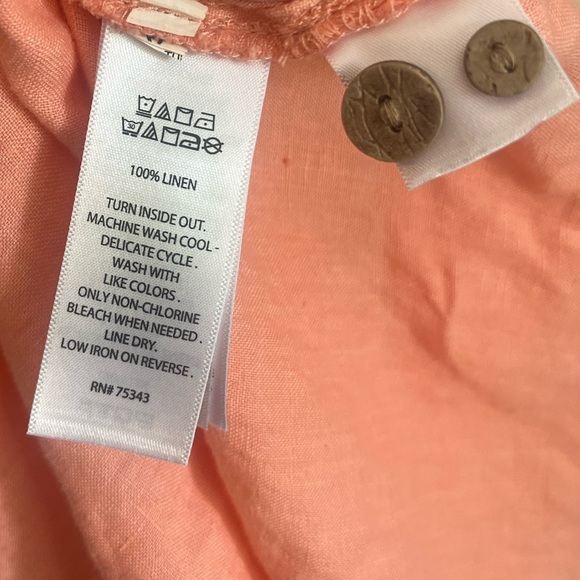 30
100% LINEN
TURN INSIDE OUT.
MACHINE WASH COOL -
DELICATE CYCLE.
WASH WITH
LIKE COLORS.
ONLY NON-CHLORINE
BLEACH WHEN NEEDED.
LINE DRY.
LOW IRON ON REVERSE.
RN# 75343